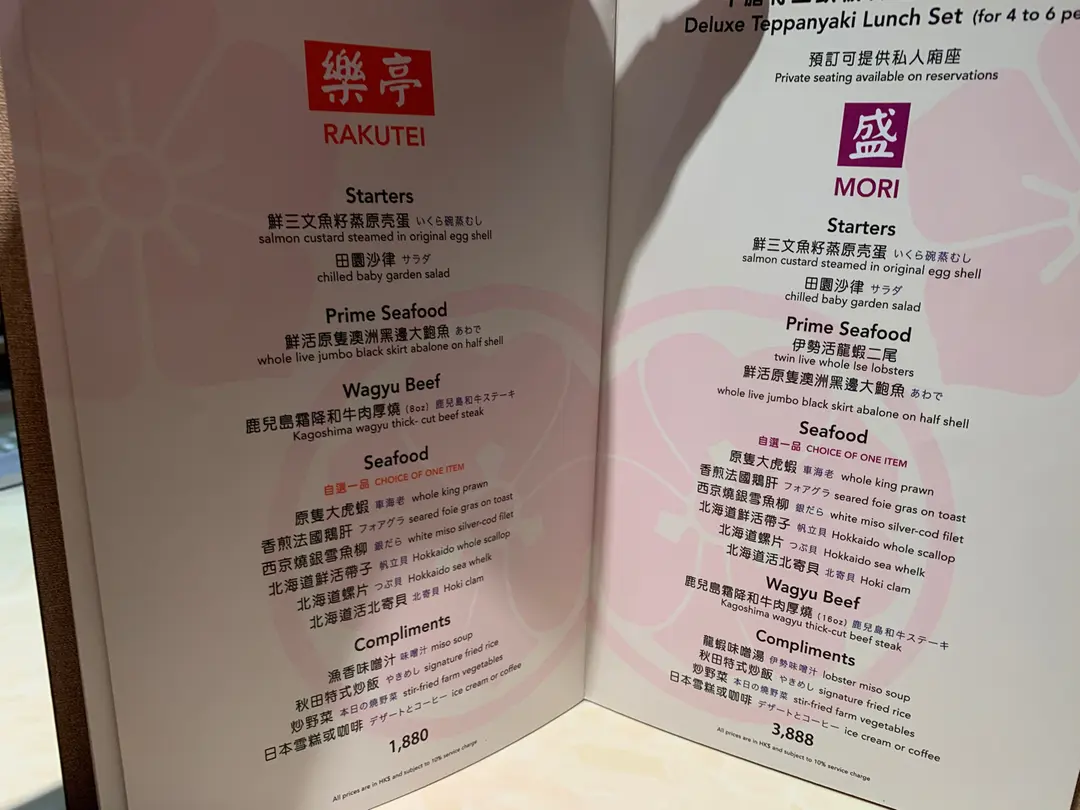 樂亭
RAKUTEI
Starters
鮮三文魚籽蒸原壳蛋 いくら碗蒸むし
salmon custard steamed in original egg shell
田園沙律 サラダ
chilled baby garden salad
Prime Seafood
鮮活原隻澳洲黑邊大鮑魚 あわで
whole live jumbo black skirt abalone on half shell
Wagyu Beef
鹿兒島霜降和牛肉厚燒 (8oz) 鹿兒島和牛ステーキ
Kagoshima wagyu thick- cut beef steak
Seafood
自選一品 CHOICE OF ONE ITEM
原隻大虎蝦 車海老 whole king prawn
香煎法國鵝肝 フォアグラ seared foie gras on toast
西京燒銀雪魚柳 銀だら white miso silver-cod filet
北海道鮮活帶子 帆立貝 Hokkaido whole scallop
北海道螺片 つぶ貝 Hokkaido sea whelk
北海道活北寄貝 北寄貝 Hoki clam
Compliments
漁香味噌汁 味噌汁 miso soup
秋田特式炒飯 やきめし signature fried rice
炒野菜 本日の燒野菜 stir-fried farm vegetables
日本雪糕或咖啡 デザートとコーヒー ice cream or coffee
1,880
All prices are in HK$ and subject to 10% service charge
Deluxe Teppanyaki Lunch Set (for 4 to 6 pe
預訂可提供私人廂座
Private seating available on reservations
盛
MORI
Starters
鮮三文魚籽蒸原壳蛋 いくら碗蒸むし
salmon custard steamed in original egg shell
田園沙律 サラダ
chilled baby garden salad
Prime Seafood
伊勢活龍蝦二尾
twin live whole Ise lobsters
鮮活原隻澳洲黑邊大鮑魚 あわで
whole live jumbo black skirt abalone on half shell
Seafood
自選一品 CHOICE OF ONE ITEM
原隻大虎蝦 車海老 whole king prawn
香煎法國鵝肝 フォアグラ seared foie gras on toast
西京燒銀雪魚柳 銀だら white miso silver-cod filet
北海道鮮活帶子 帆立貝 Hokkaido whole scallop
北海道螺片 つぶ貝 Hokkaido sea whelk
北海道活北寄貝 北寄貝 Hoki clam
Wagyu Beef
鹿兒島霜降和牛肉厚燒 (16oz) 鹿兒島和牛ステーキ
Kagoshima wagyu thick-cut beef steak
Compliments
龍蝦味噌湯 伊勢味噌汁 lobster miso soup
秋田特式炒飯 やきめし signature fried rice
炒野菜 本日の燒野菜 stir-fried farm vegetables
日本雪糕或咖啡 デザートとコーヒー ice cream or coffee
3,888
All prices are in HK$ and subject to 10% service charge